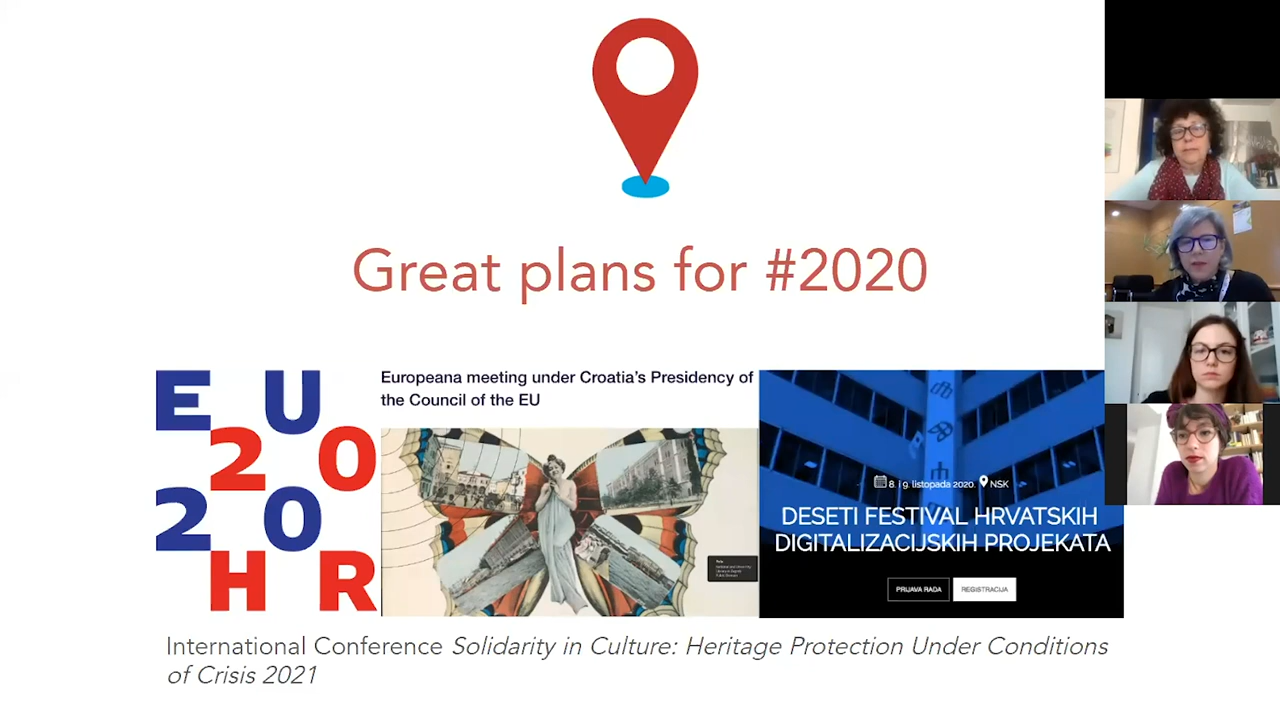 Great plans for #2020
E U
20
20
HR
Europeana meeting under Croatia's Presidency of
the Council of the EU
8. i 9. listopada 2020. NSK
DESETI FESTIVAL HRVATSKIH
DIGITALIZACIJSKIH PROJEKATA
PRIJAVA RADA
REGISTRACIJA
International Conference Solidarity in Culture: Heritage Protection Under Conditions
of Crisis 2021